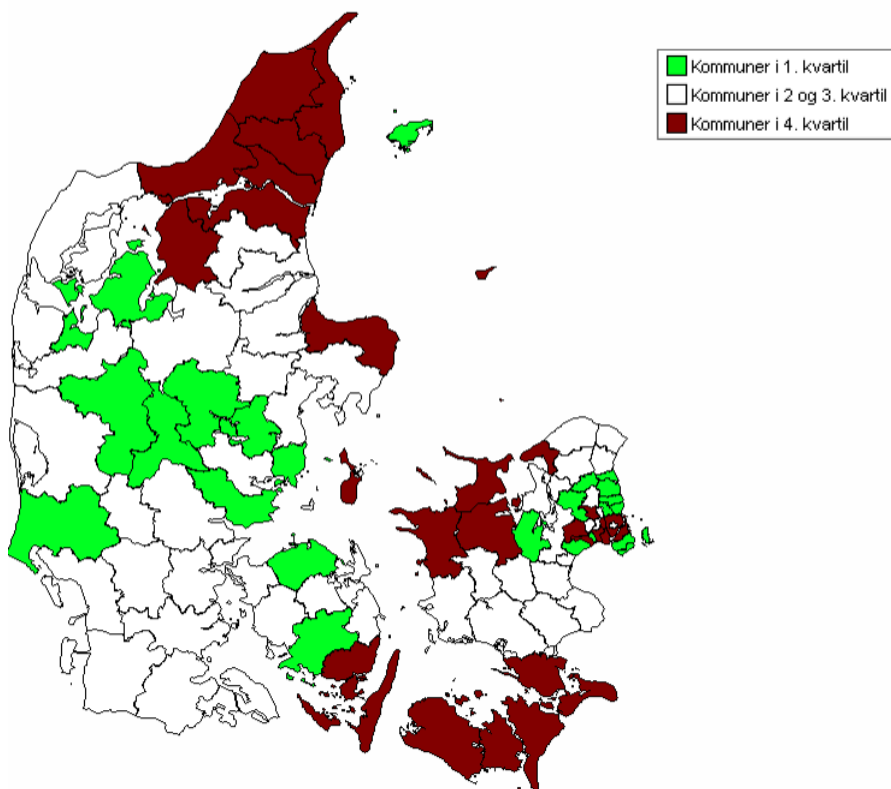 Kommuner i 1. kvartil
Kommuner i 2 og 3. kvartil
Kommuner i 4. kvartil